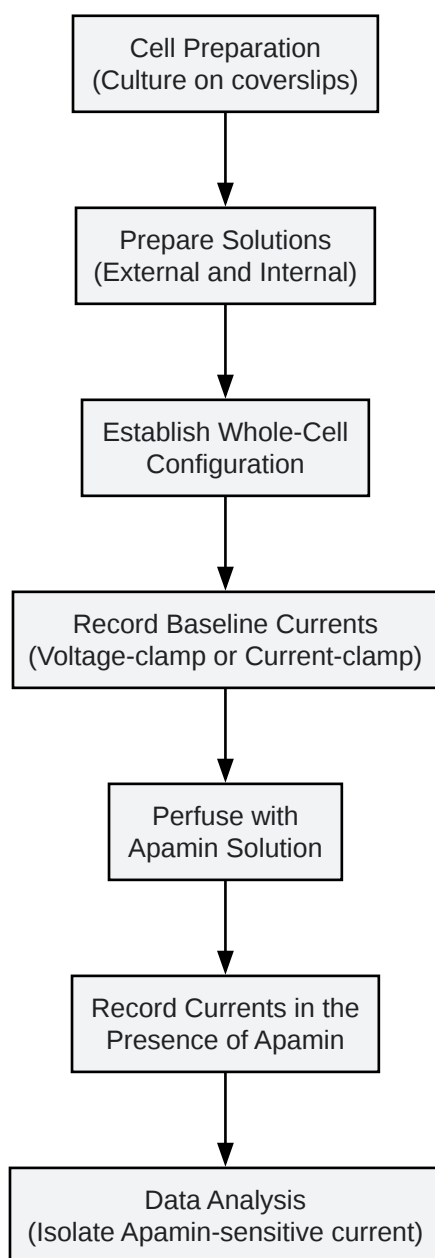 Cell Preparation
(Culture on coverslips)
Prepare Solutions
(External and Internal)
Establish Whole-Cell
Configuration
Record Baseline Currents
(Voltage-clamp or Current-clamp)
Perfuse with
Apamin Solution
Record Currents in the
Presence of Apamin
Data Analysis
(Isolate Apamin-sensitive current)